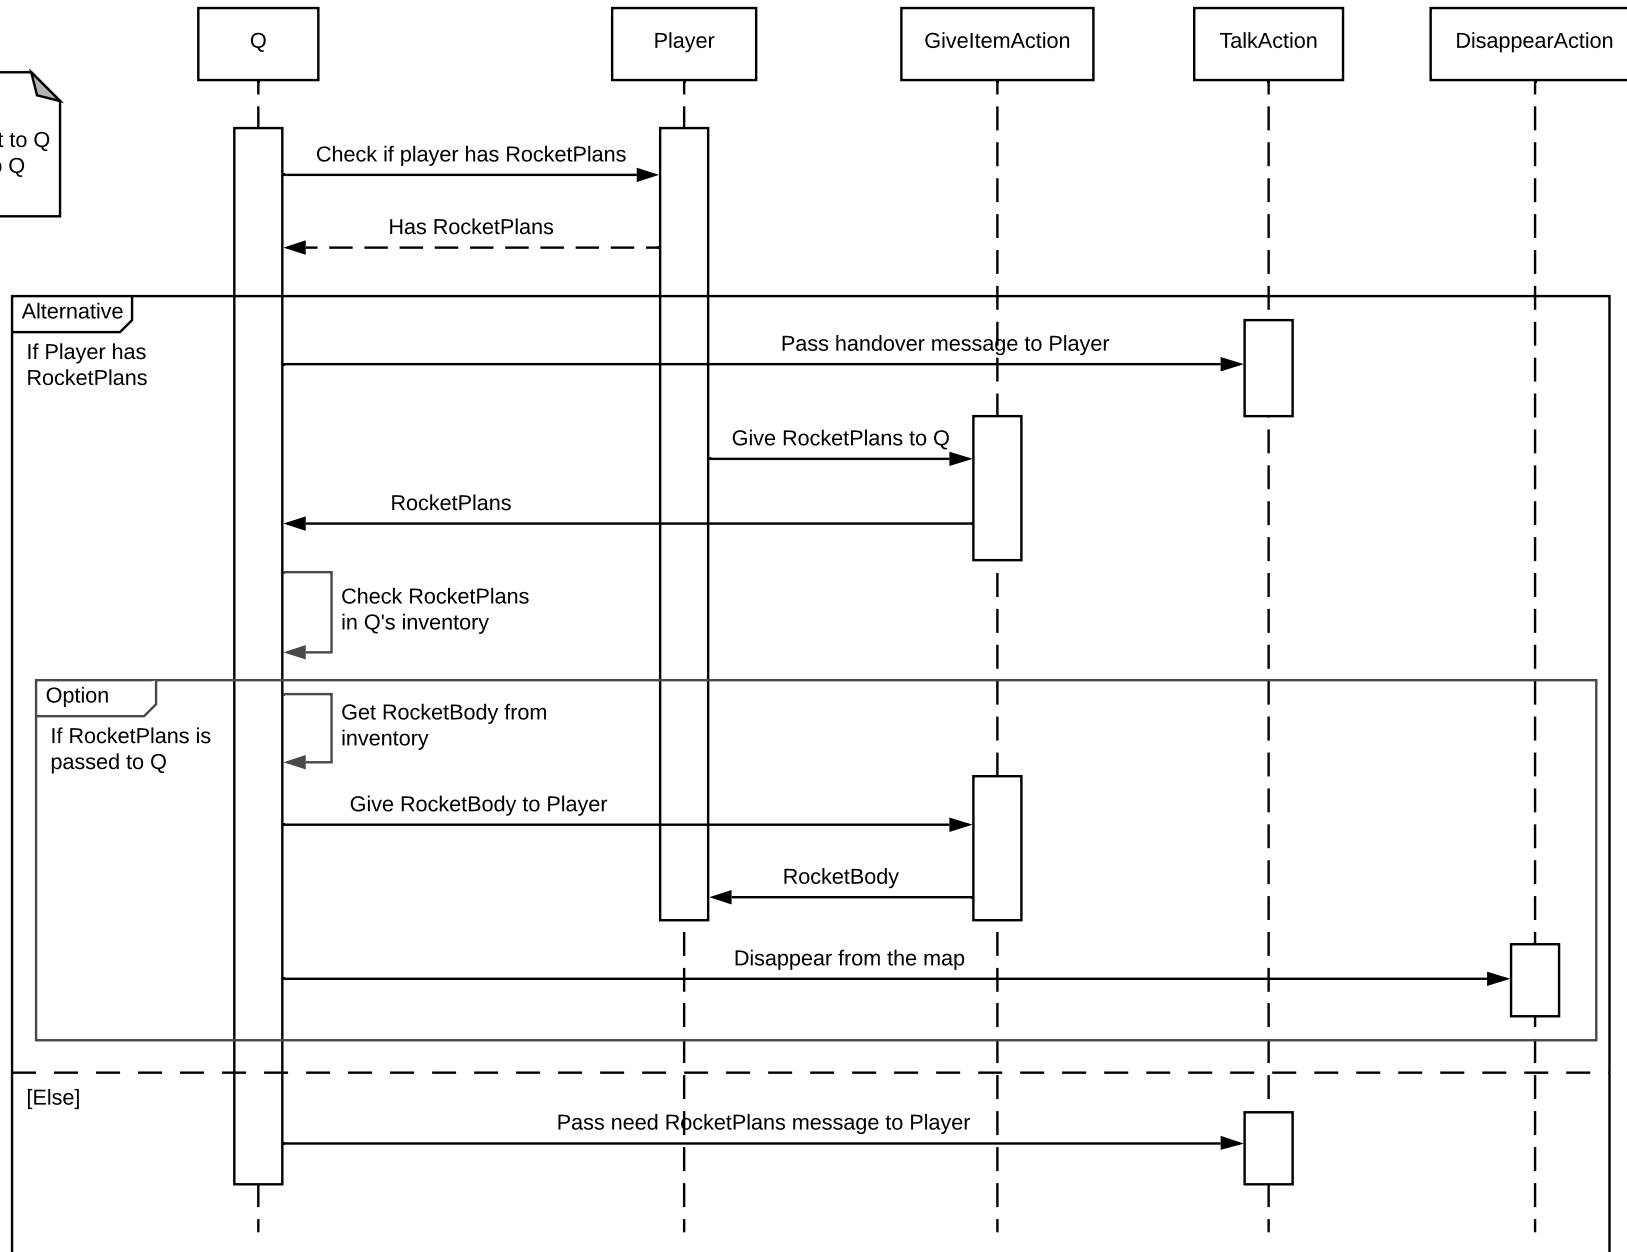 Q
Player
GiveItemAction
TalkAction
DisappearAction
to Q
Q
Check if player has RocketPlans
Has RocketPlans
Alternative
If Player has
RocketPlans
Pass handover message to Player
Give RocketPlans to Q
RocketPlans
Check RocketPlans
in Q's inventory
Option
If RocketPlans is
passed to Q
Get RocketBody from
inventory
Give RocketBody to Player
RocketBody
Disappear from the map
[Else]
Pass need RocketPlans message to Player